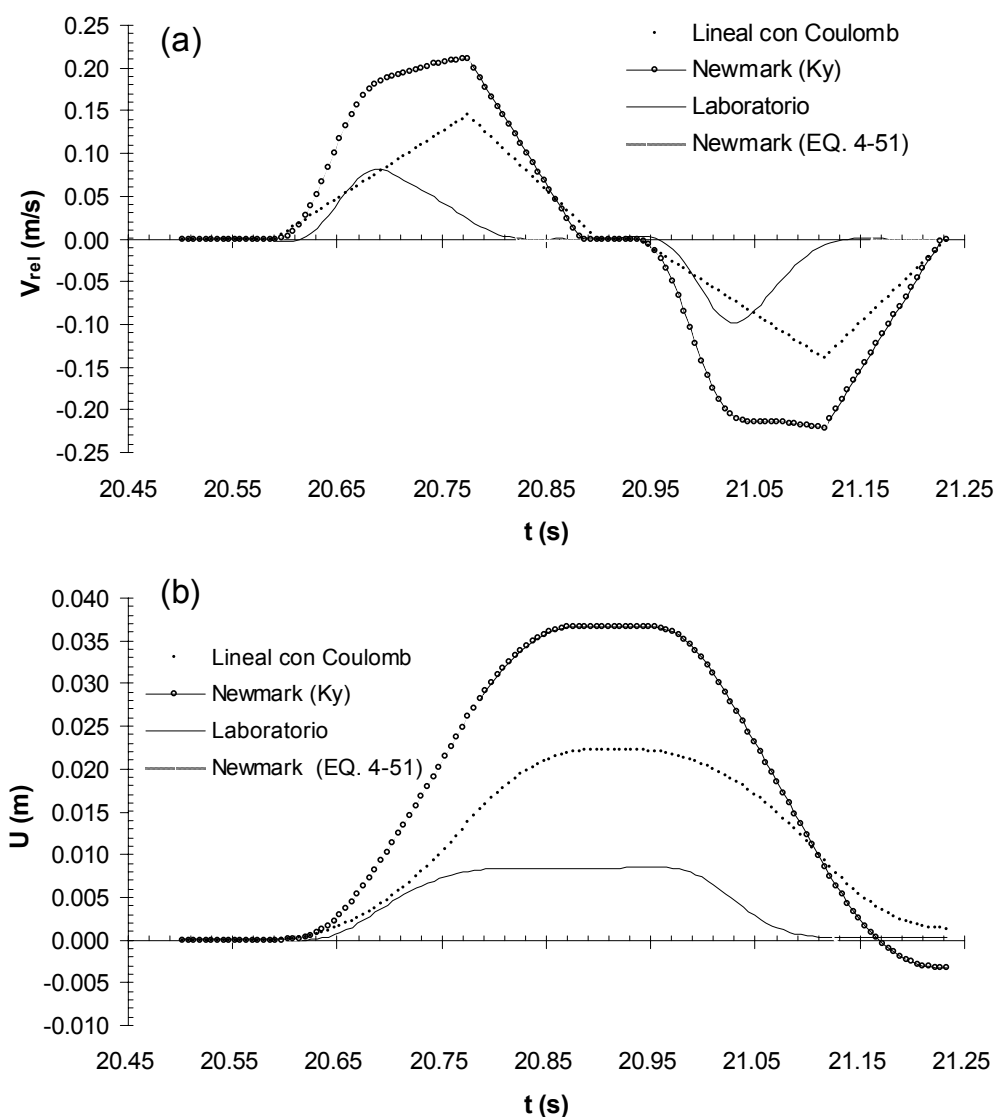 (a)
0.25
0.20
0.15
0.10
0.05
0.00
-0.05
-0.10
-0.15
-0.20
-0.25
Vrel (m/s)
Lineal con Coulomb
Newmark (Ky)
Laboratorio
Newmark (EQ. 4-51)
20.45 20.55 20.65 20.75 20.85 20.95 21.05 21.15 21.25
t (s)
(b)
0.040
0.035
0.030
0.025
0.020
0.015
0.010
0.005
0.000
-0.005
-0.010
U (m)
Lineal con Coulomb
Newmark (Ky)
Laboratorio
Newmark (EQ. 4-51)
20.45 20.55 20.65 20.75 20.85 20.95 21.05 21.15 21.25
t (s)